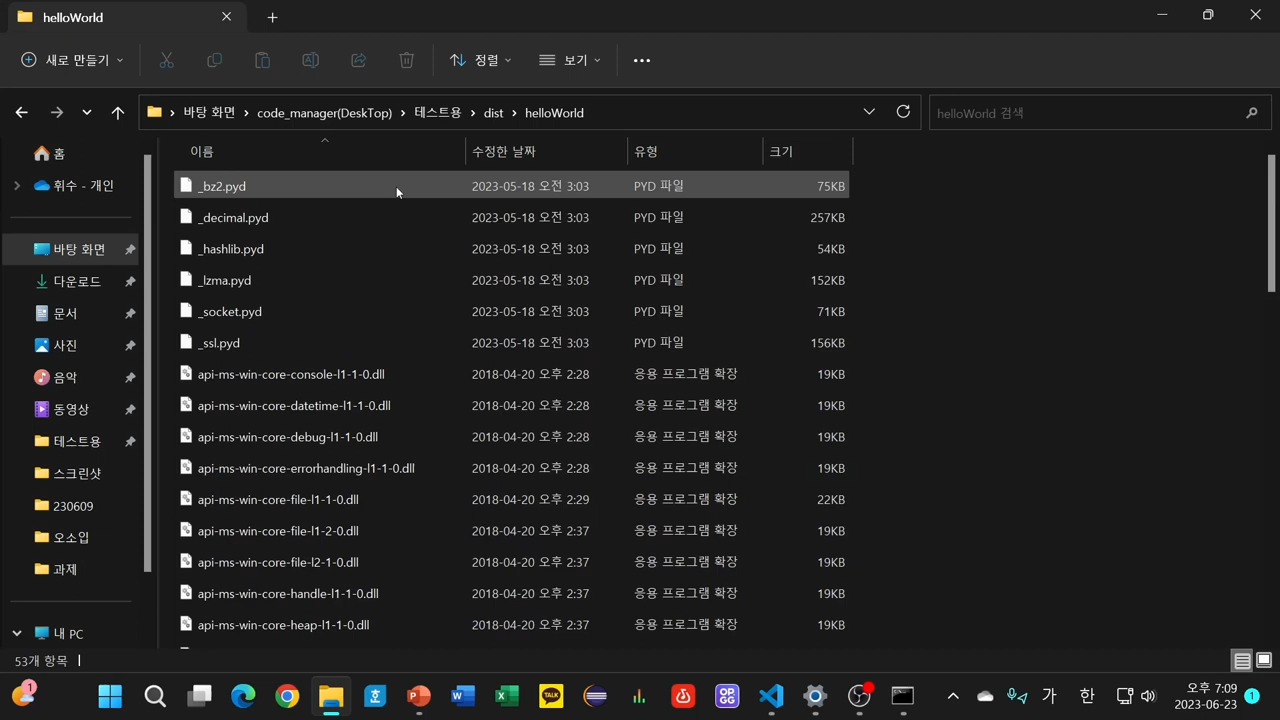 helloWorld
새로 만들기
정렬
보기
바탕 화면 > code_manager(DeskTop) > 테스트용 > dist > helloWorld
helloWorld 검색
홈
휘수 - 개인
바탕 화면
다운로드
문서
사진
음악
동영상
테스트용
스크린샷
230609
오소입
과제
내 PC
이름 수정한 날짜 유형 크기
_bz2.pyd 2023-05-18 오전 3:03 PYD 파일 75KB
_decimal.pyd 2023-05-18 오전 3:03 PYD 파일 257KB
_hashlib.pyd 2023-05-18 오전 3:03 PYD 파일 54KB
_lzma.pyd 2023-05-18 오전 3:03 PYD 파일 152KB
_socket.pyd 2023-05-18 오전 3:03 PYD 파일 71KB
_ssl.pyd 2023-05-18 오전 3:03 PYD 파일 156KB
api-ms-win-core-console-l1-1-0.dll 2018-04-20 오후 2:28 응용 프로그램 확장 19KB
api-ms-win-core-datetime-l1-1-0.dll 2018-04-20 오후 2:28 응용 프로그램 확장 19KB
api-ms-win-core-debug-l1-1-0.dll 2018-04-20 오후 2:28 응용 프로그램 확장 19KB
api-ms-win-core-errorhandling-l1-1-0.dll 2018-04-20 오후 2:28 응용 프로그램 확장 19KB
api-ms-win-core-file-l1-1-0.dll 2018-04-20 오후 2:29 응용 프로그램 확장 22KB
api-ms-win-core-file-l1-2-0.dll 2018-04-20 오후 2:37 응용 프로그램 확장 19KB
api-ms-win-core-file-l2-1-0.dll 2018-04-20 오후 2:37 응용 프로그램 확장 19KB
api-ms-win-core-handle-l1-1-0.dll 2018-04-20 오후 2:37 응용 프로그램 확장 19KB
api-ms-win-core-heap-l1-1-0.dll 2018-04-20 오후 2:37 응용 프로그램 확장 19KB
53개 항목
1
TALK
OP
GG
가
한
오후 7:09
2023-06-23
1